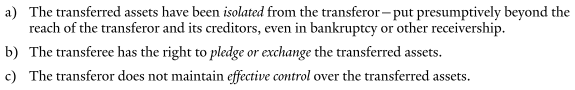 a) The transferred assets have been isolated from the transferor—put presumptively beyond the
reach of the transferor and its creditors, even in bankruptcy or other receivership.
b) The transferee has the right to pledge or exchange the transferred assets.
c) The transferor does not maintain effective control over the transferred assets.